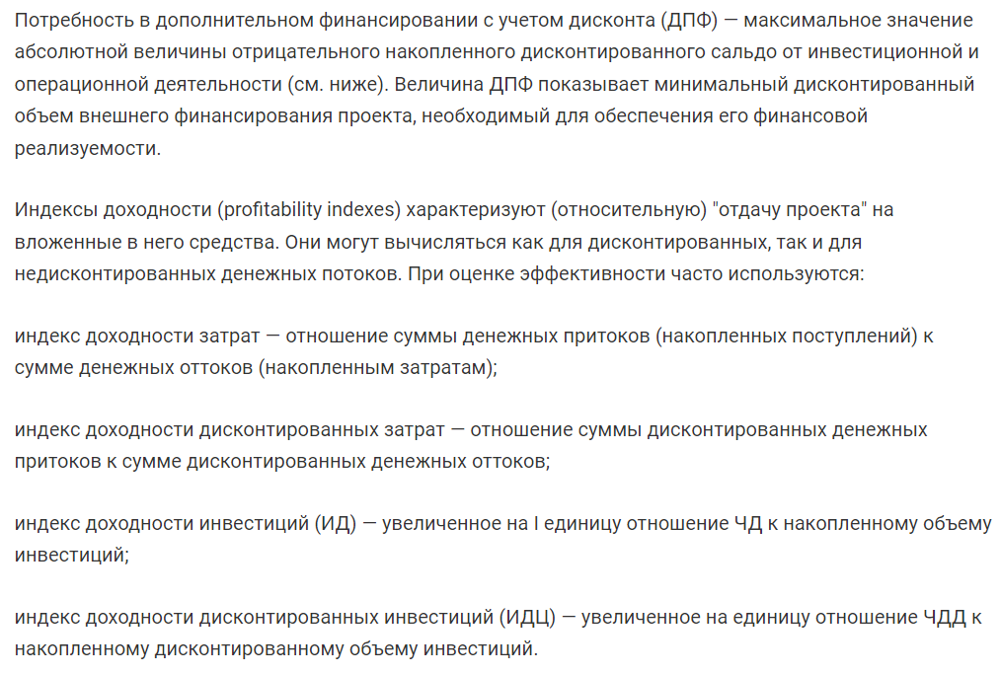 Потребность в дополнительном финансировании с учетом дисконта (ДПФ) — максимальное значение
абсолютной величины отрицательного накопленного дисконтированного сальдо от инвестиционной и
операционной деятельности (см. ниже). Величина ДПФ показывает минимальный дисконтированный
объем внешнего финансирования проекта, необходимый для обеспечения его финансовой
реализуемости.
Индексы доходности (profitability indexes) характеризуют (относительную) "отдачу проекта" на
вложенные в него средства. Они могут вычисляться как для дисконтированных, так и для
недисконтированных денежных потоков. При оценке эффективности часто используются:
индекс доходности затрат — отношение суммы денежных притоков (накопленных поступлений) к
сумме денежных оттоков (накопленным затратам);
индекс доходности дисконтированных затрат — отношение суммы дисконтированных денежных
притоков к сумме дисконтированных денежных оттоков;
индекс доходности инвестиций (ИД) — увеличенное на I единицу отношение ЧД к накопленному объему
инвестиций;
индекс доходности дисконтированных инвестиций (ИДЦ) — увеличенное на единицу отношение ЧДД к
накопленному дисконтированному объему инвестиций.